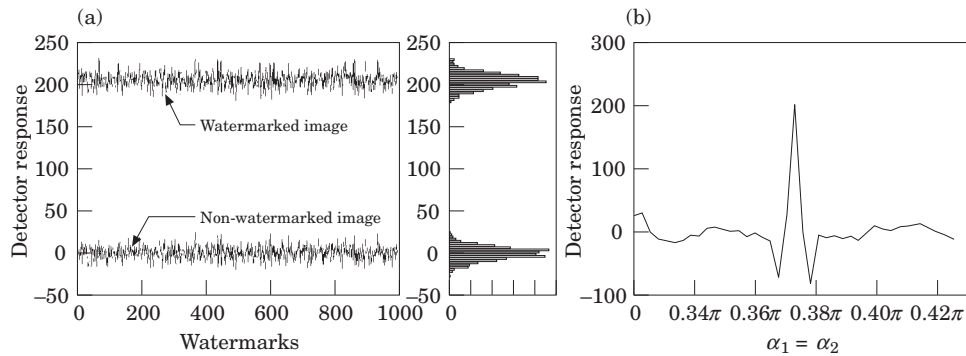 (a)
(b)
Detector response
250
200
150
100
50
0
−50
Watermarked image
Non-watermarked image
0
200
400
600
800
1000
Watermarks
250
200
150
100
50
0
−50
0
Detector response
300
200
100
0
−100
0
0.34π
0.36π
0.38π
0.40π
0.42π
α1 = α2